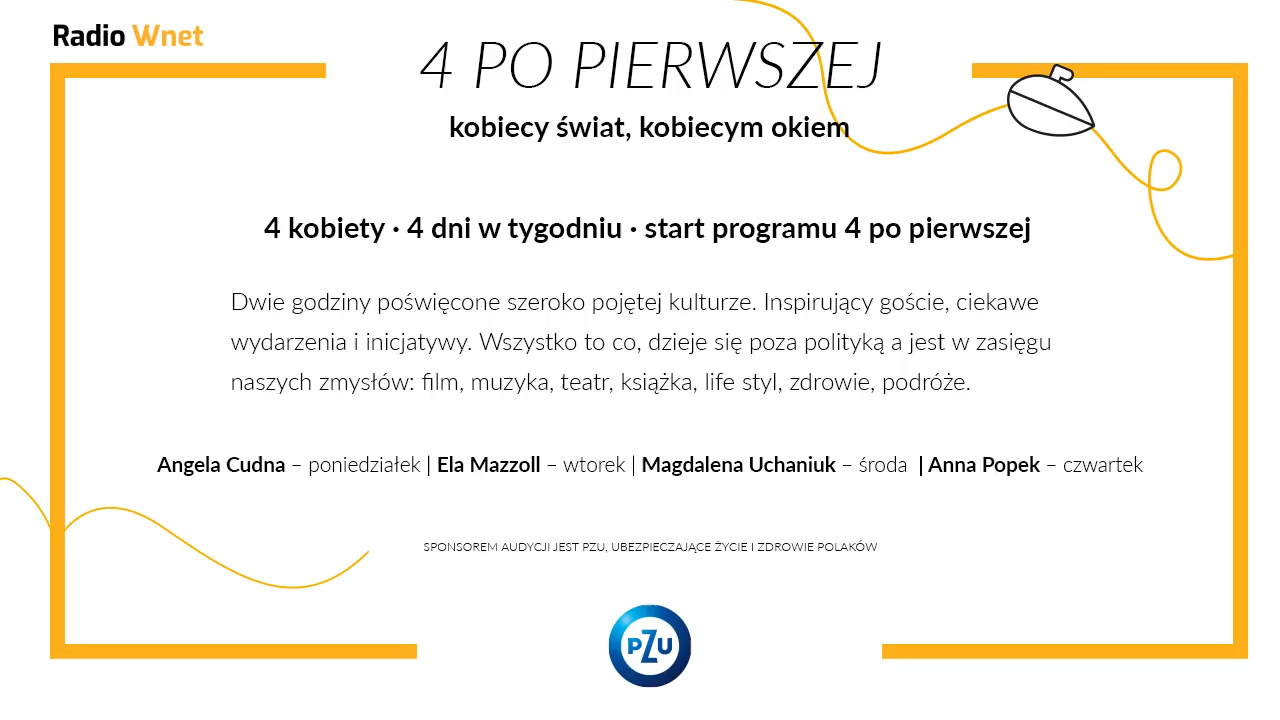 Radio Wnet
4 PO PIERWSZEJ
kobiecy świat, kobiecym okiem
4 kobiety · 4 dni w tygodniu · start programu 4 po pierwszej
Dwie godziny poświęcone szeroko pojętej kulturze. Inspirujący goście, ciekawe
wydarzenia i inicjatywy. Wszystko to co, dzieje się poza polityką a jest w zasięgu
naszych zmysłów: film, muzyka, teatr, książka, life styl, zdrowie, podróże.
Angela Cudna – poniedziałek | Ela Mazzoll – wtorek | Magdalena Uchaniuk – środa | Anna Popek – czwartek
SPONSOREM AUDYCJI JEST PZU, UBEZPIECZAJĄCE ŻYCIE I ZDROWIE POLAKÓW
PZU